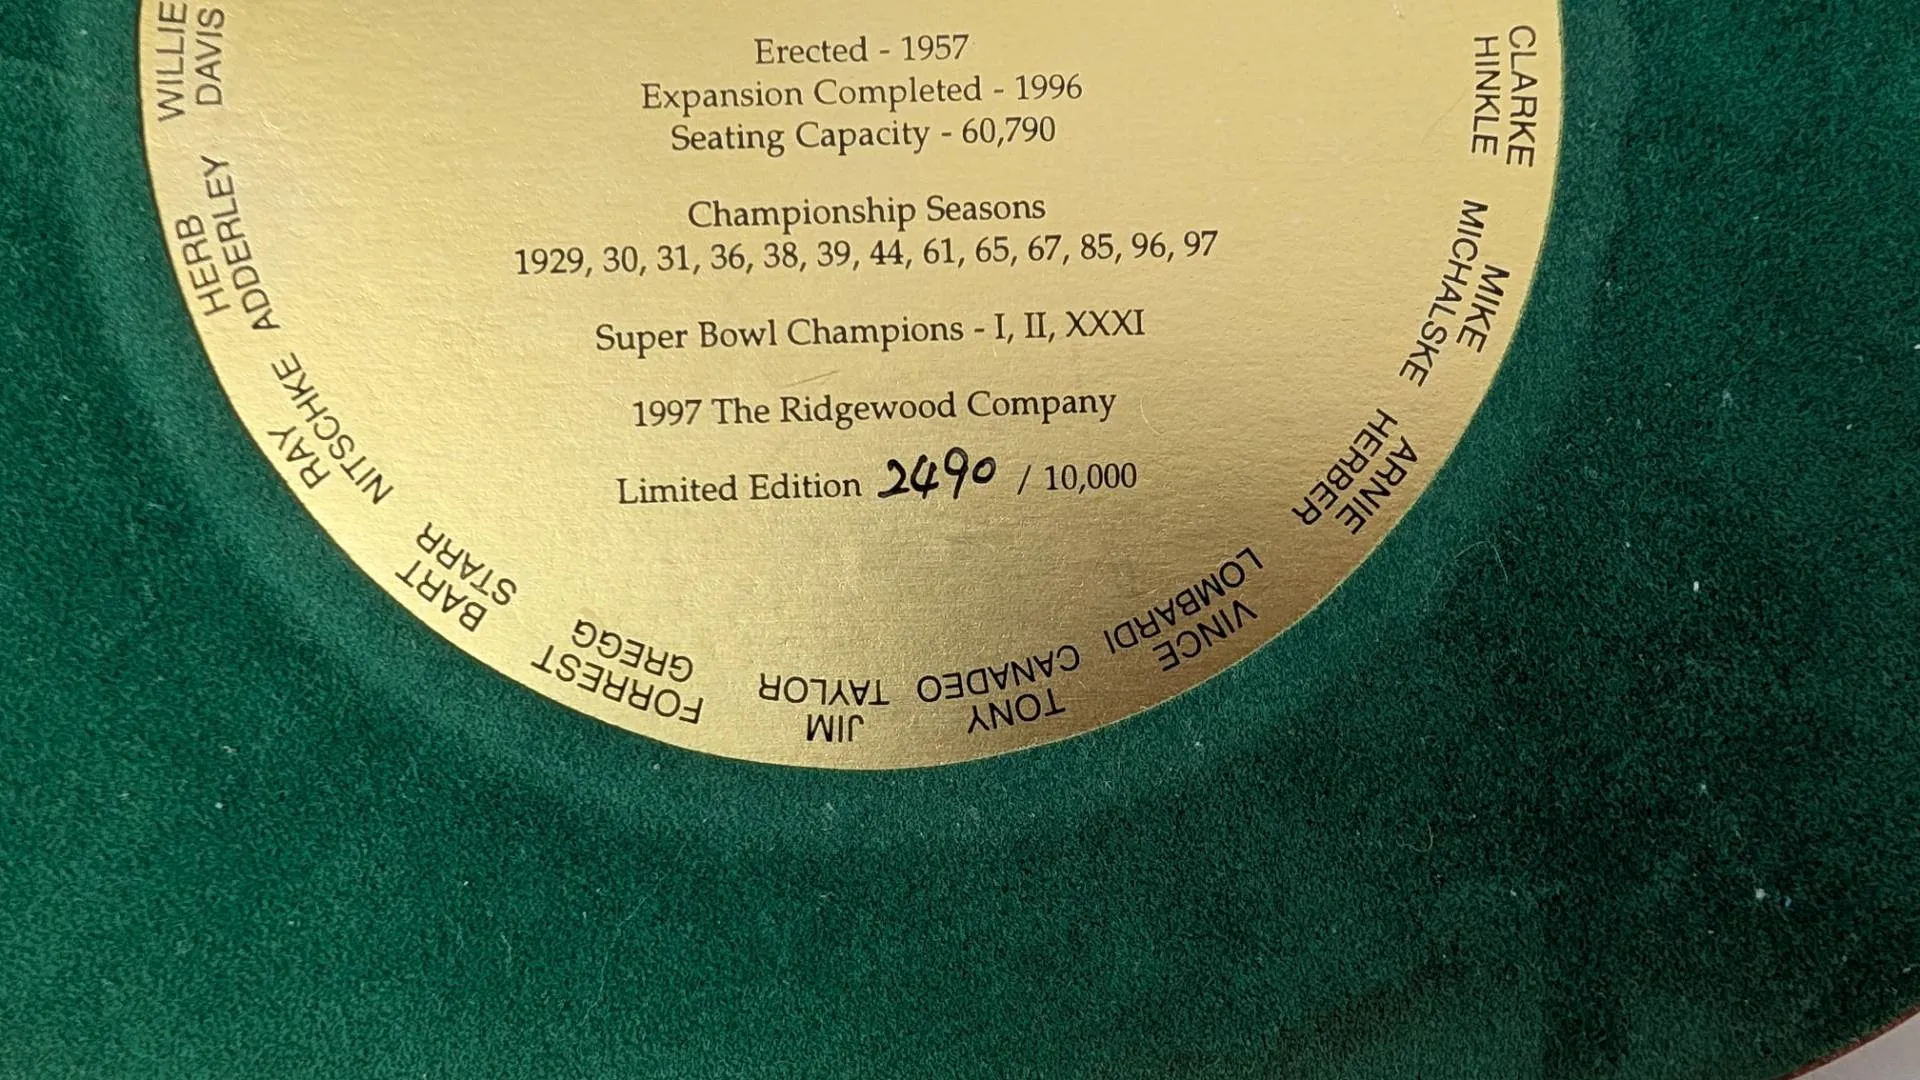 Erected - 1957
Expansion Completed - 1996
Seating Capacity - 60,790
Championship Seasons
1929, 30, 31, 36, 38, 39, 44, 61, 65, 67, 85, 96, 97
Super Bowl Champions - I, II, XXXI
1997 The Ridgewood Company
Limited Edition 2490 / 10,000
CLARKE
HINKLE
MIKE
MICHALSKE
ARNIE
HERBER
VINCE
LOMBARDI
TONY
CANADEO
JIM
TAYLOR
FORREST
GREGG
BART
STARR
RAY
NITSCHKE
HERB
ADDERLEY
WILLIE
DAVIS